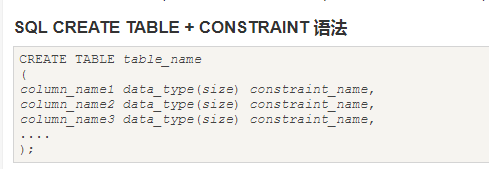 SQL CREATE TABLE + CONSTRAINT 语法
CREATE TABLE table_name
(
column_name1 data_type(size) constraint_name,
column_name2 data_type(size) constraint_name,
column_name3 data_type(size) constraint_name,
....
);